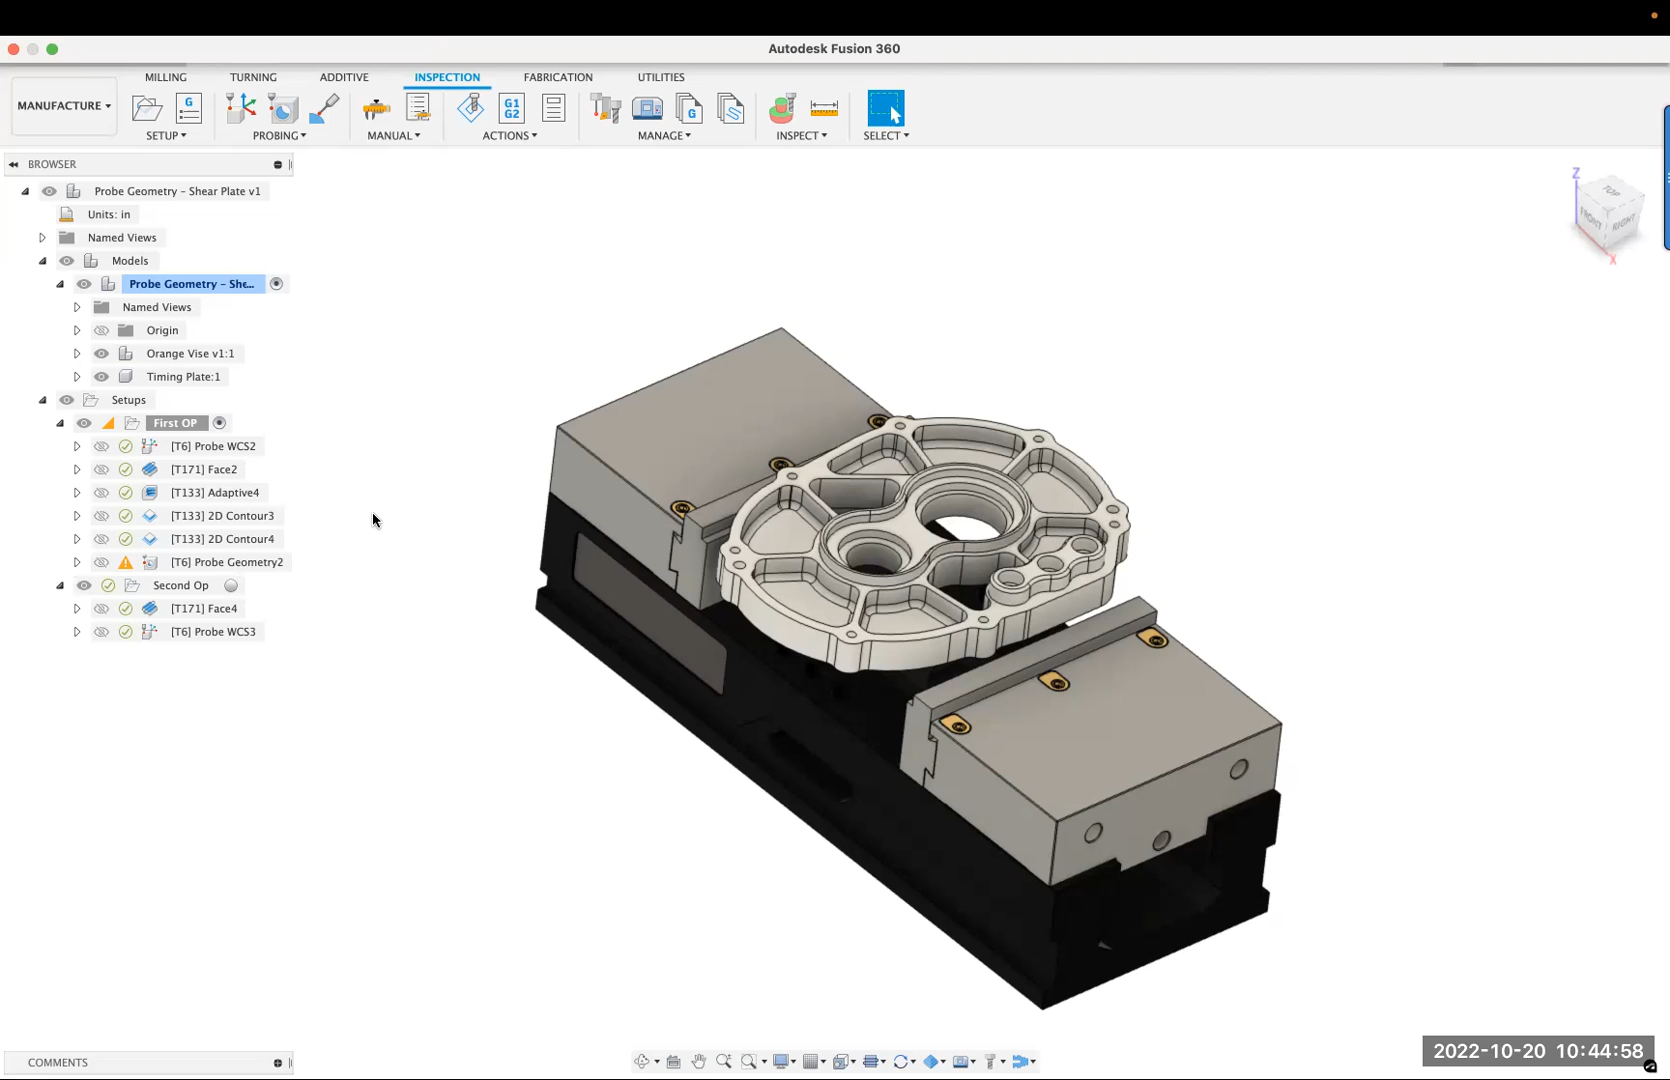 Autodesk Fusion 360
MILLING TURNING ADDITIVE INSPECTION FABRICATION UTILITIES
MANUFACTURE
G G1 G2 G
SETUP PROBING MANUAL ACTIONS MANAGE INSPECT SELECT
BROWSER
Probe Geometry - Shear Plate v1
Units: in
Named Views
Models
Probe Geometry - She...
Named Views
Origin
Orange Vise v1:1
Timing Plate:1
Setups
First OP
[T6] Probe WCS2
[T171] Face2
[T133] Adaptive4
[T133] 2D Contour3
[T133] 2D Contour4
[T6] Probe Geometry2
Second Op
[T171] Face4
[T6] Probe WCS3
Z
TOP
FRONT RIGHT
X
COMMENTS
2022-10-20 10:44:58